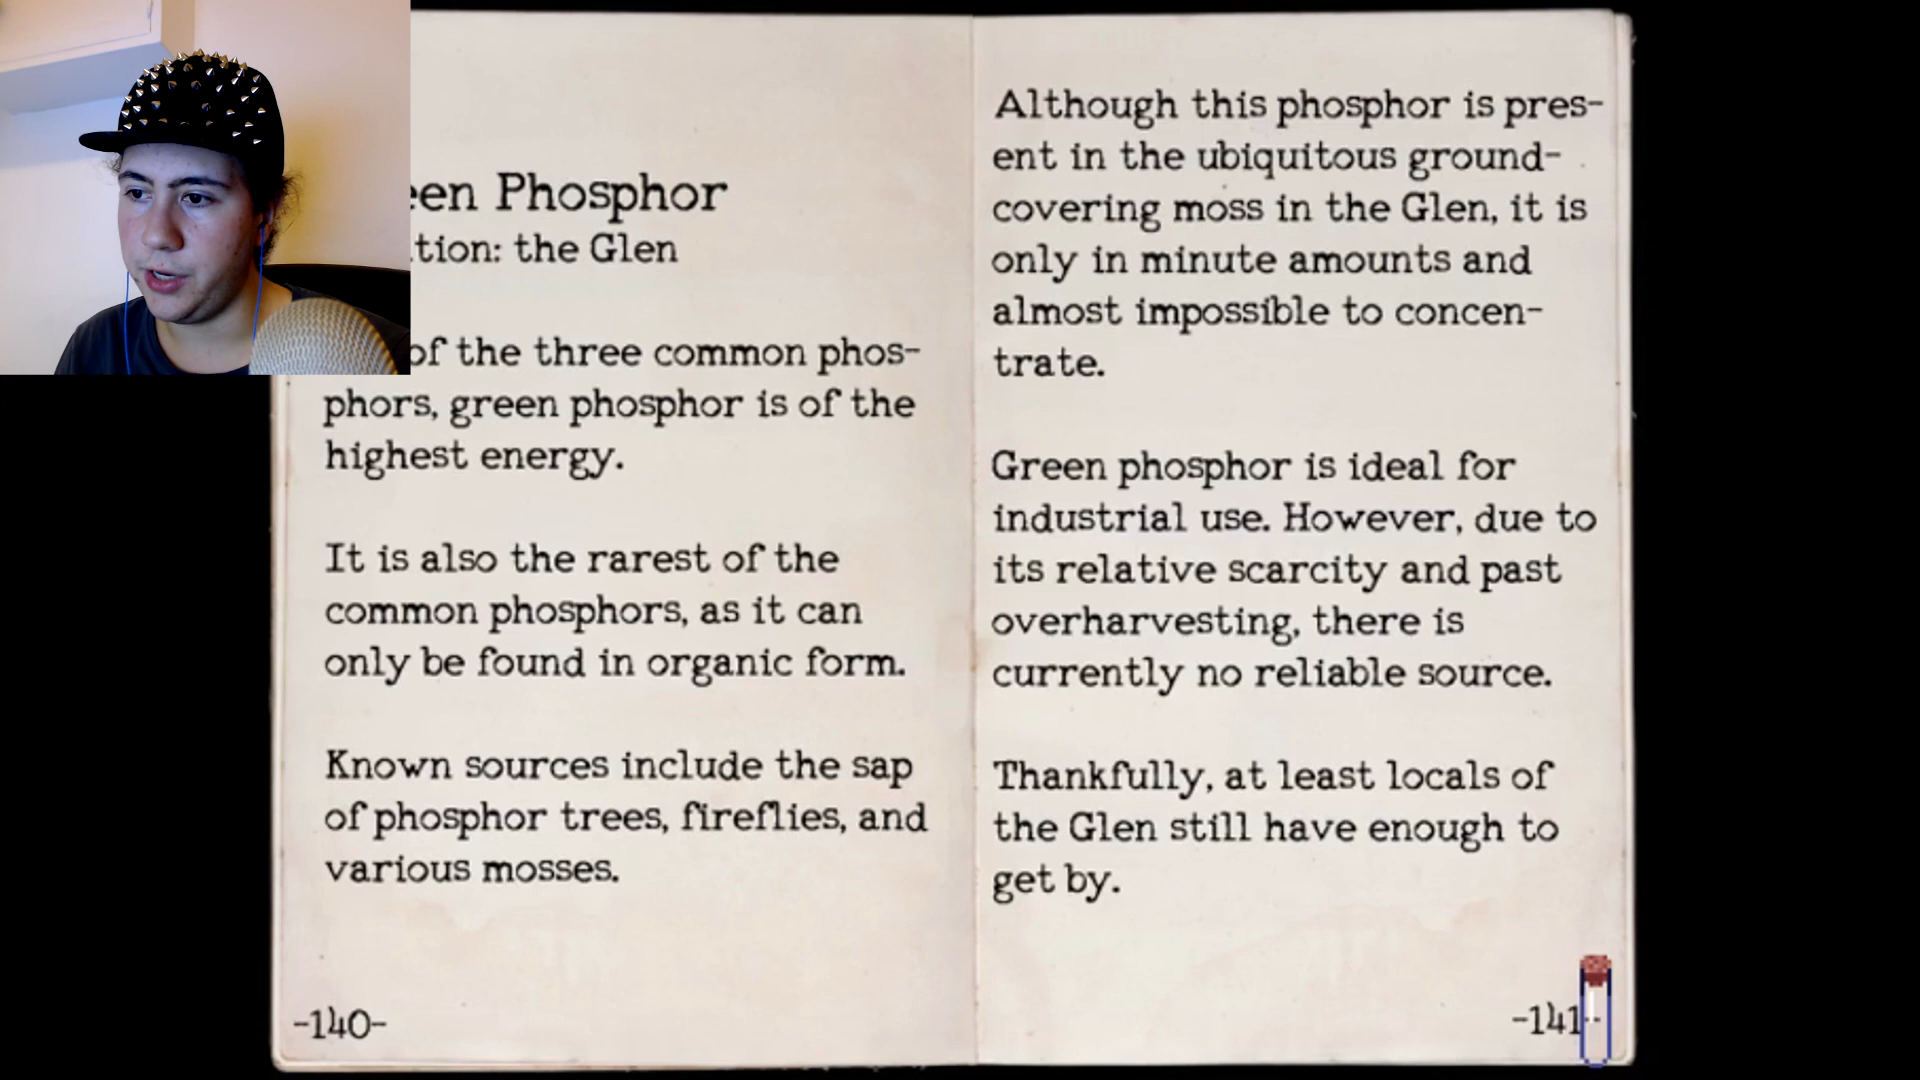 een Phosphor
tion: the Glen
of the three common phos-
phors, green phosphor is of the
highest energy.
It is also the rarest of the
common phosphors, as it can
only be found in organic form.
Known sources include the sap
of phosphor trees, fireflies, and
various mosses.
-140-
Although this phosphor is pres-
ent in the ubiquitous ground-
covering moss in the Glen, it is
only in minute amounts and
almost impossible to concen-
trate.
Green phosphor is ideal for
industrial use. However, due to
its relative scarcity and past
overharvesting, there is
currently no reliable source.
Thankfully, at least locals of
the Glen still have enough to
get by.
-141-